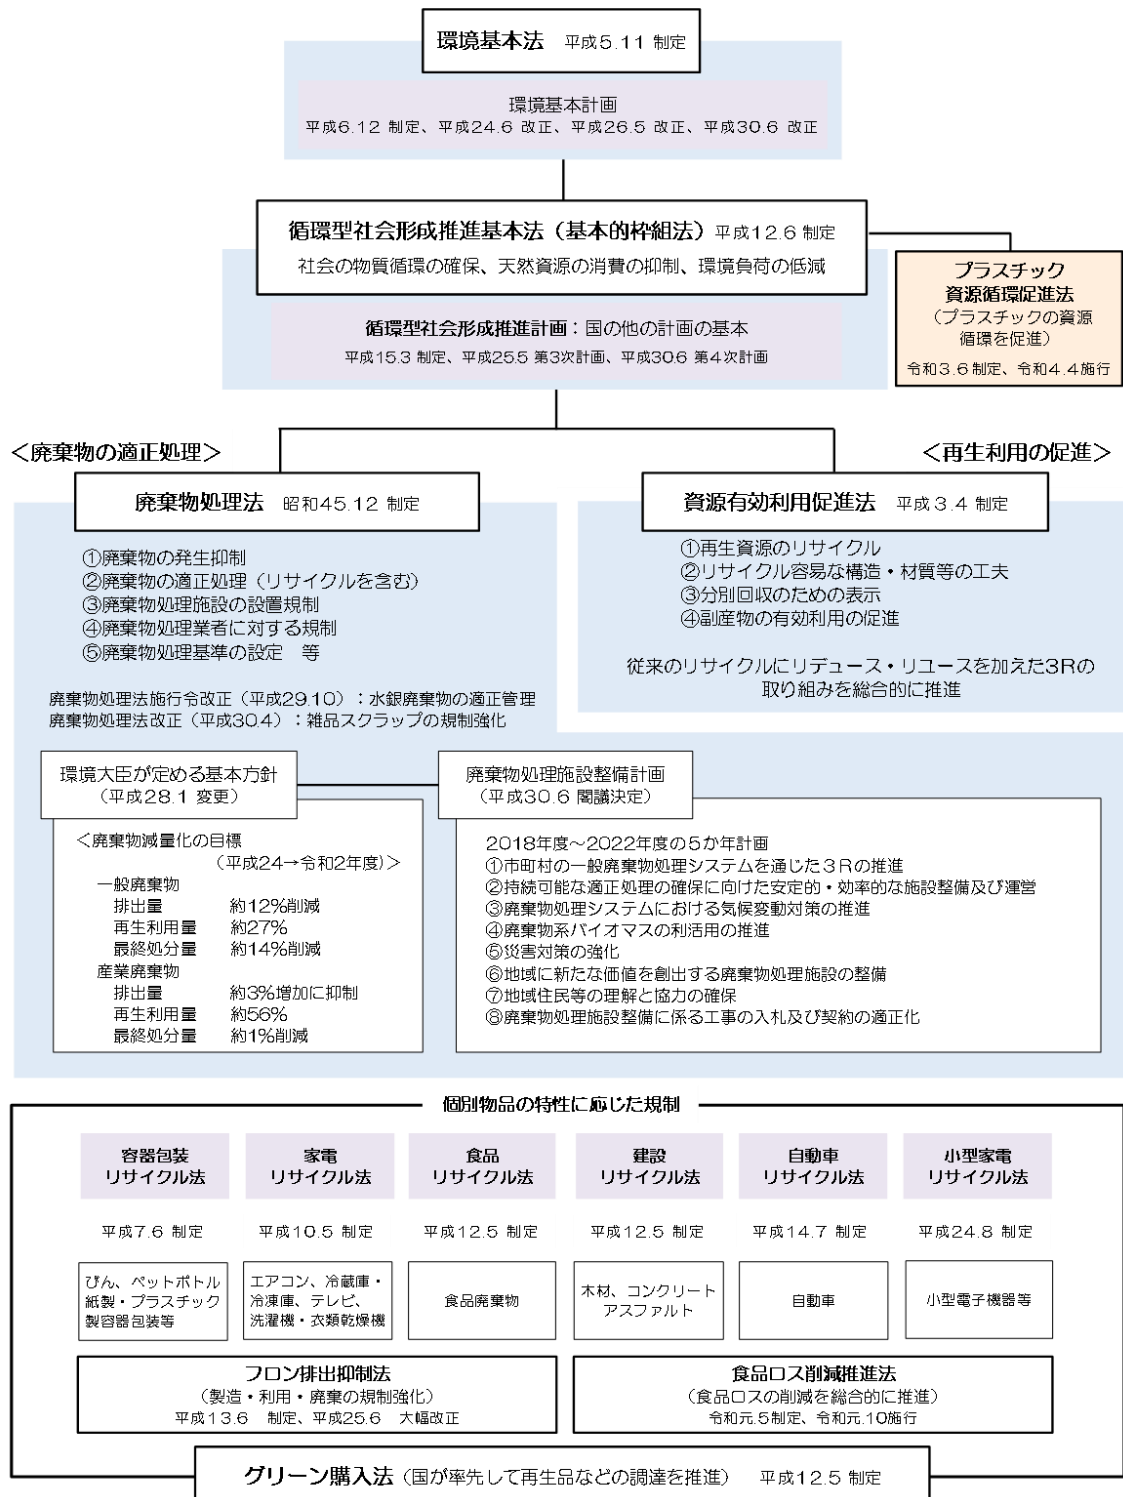 環境基本法　平成5.11 制定
環境基本計画
平成6.12 制定、平成24.6 改正、平成26.5 改正、平成30.6 改正
循環型社会形成推進基本法（基本的枠組法）平成12.6 制定
社会の物質循環の確保、天然資源の消費の抑制、環境負荷の低減
循環型社会形成推進計画：国の他の計画の基本
平成15.3 制定、平成25.5 第3次計画、平成30.6 第4次計画
プラスチック
資源循環促進法
（プラスチックの資源
循環を促進）
令和3.6制定、令和4.4施行
＜廃棄物の適正処理＞
廃棄物処理法　昭和45.12 制定
①廃棄物の発生抑制
②廃棄物の適正処理（リサイクルを含む）
③廃棄物処理施設の設置規制
④廃棄物処理業者に対する規制
⑤廃棄物処理基準の設定　等
廃棄物処理法施行令改正（平成29.10）：水銀廃棄物の適正管理
廃棄物処理法改正（平成30.4）：雑品スクラップの規制強化
＜再生利用の促進＞
資源有効利用促進法　平成3.4 制定
①再生資源のリサイクル
②リサイクル容易な構造・材質等の工夫
③分別回収のための表示
④副産物の有効利用の促進
従来のリサイクルにリデュース・リユースを加えた3Rの
取り組みを総合的に推進
環境大臣が定める基本方針
（平成28.1 変更）
＜廃棄物減量化の目標
（平成24→令和2年度)＞
一般廃棄物
排出量　約12%削減
再生利用量　約27%
最終処分量　約14%削減
産業廃棄物
排出量　約3%増加に抑制
再生利用量　約56%
最終処分量　約1%削減
廃棄物処理施設整備計画
（平成30.6 閣議決定）
2018年度～2022年度の5か年計画
①市町村の一般廃棄物処理システムを通じた３Ｒの推進
②持続可能な適正処理の確保に向けた安定的・効率的な施設整備及び運営
③廃棄物処理システムにおける気候変動対策の推進
④廃棄物系バイオマスの利活用の推進
⑤災害対策の強化
⑥地域に新たな価値を創出する廃棄物処理施設の整備
⑦地域住民等の理解と協力の確保
⑧廃棄物処理施設整備に係る工事の入札及び契約の適正化
個別物品の特性に応じた規制
容器包装
リサイクル法
平成7.6 制定
びん、ペットボトル
紙製・プラスチック
製容器包装等
家電
リサイクル法
平成10.5 制定
エアコン、冷蔵庫・
冷凍庫、テレビ、
洗濯機・衣類乾燥機
食品
リサイクル法
平成12.5 制定
食品廃棄物
建設
リサイクル法
平成12.5 制定
木材、コンクリート
アスファルト
自動車
リサイクル法
平成14.7 制定
自動車
小型家電
リサイクル法
平成24.8 制定
小型電子機器等
フロン排出抑制法
（製造・利用・廃棄の規制強化）
平成13.6　制定、平成25.6　大幅改正
食品ロス削減推進法
（食品ロスの削減を総合的に推進）
令和元.5制定、令和元.10施行
グリーン購入法（国が率先して再生品などの調達を推進）　平成12.5 制定